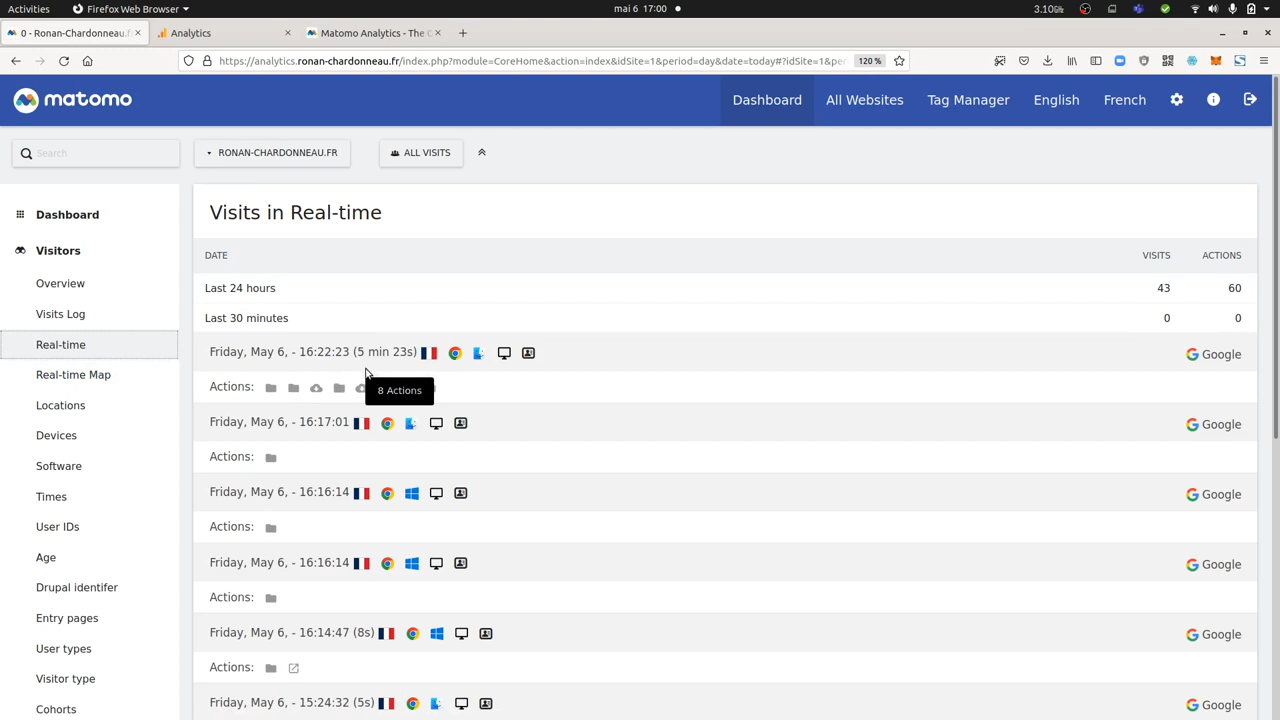 Activities
Firefox Web Browser
mai 6 17:00
3.10%
0 - Ronan-Chardonneau.f
Analytics
Matomo Analytics - The C
https://analytics.ronan-chardonneau.fr/index.php?module=CoreHome&action=index&idSite=1&period=day&date=today#?idSite=1&pe
120 %
matomo
Dashboard
All Websites
Tag Manager
English
French
Search
RONAN-CHARDONNEAU.FR
ALL VISITS
Dashboard
Visitors
Overview
Visits Log
Real-time
Real-time Map
Locations
Devices
Software
Times
User IDs
Age
Drupal identifer
Entry pages
User types
Visitor type
Cohorts
Visits in Real-time
DATE VISITS ACTIONS
Last 24 hours 43 60
Last 30 minutes 0 0
Friday, May 6, - 16:22:23 (5 min 23s) Google
Actions:
8 Actions
Friday, May 6, - 16:17:01 Google
Actions:
Friday, May 6, - 16:16:14 Google
Actions:
Friday, May 6, - 16:16:14 Google
Actions:
Friday, May 6, - 16:14:47 (8s) Google
Actions:
Friday, May 6, - 15:24:32 (5s) Google